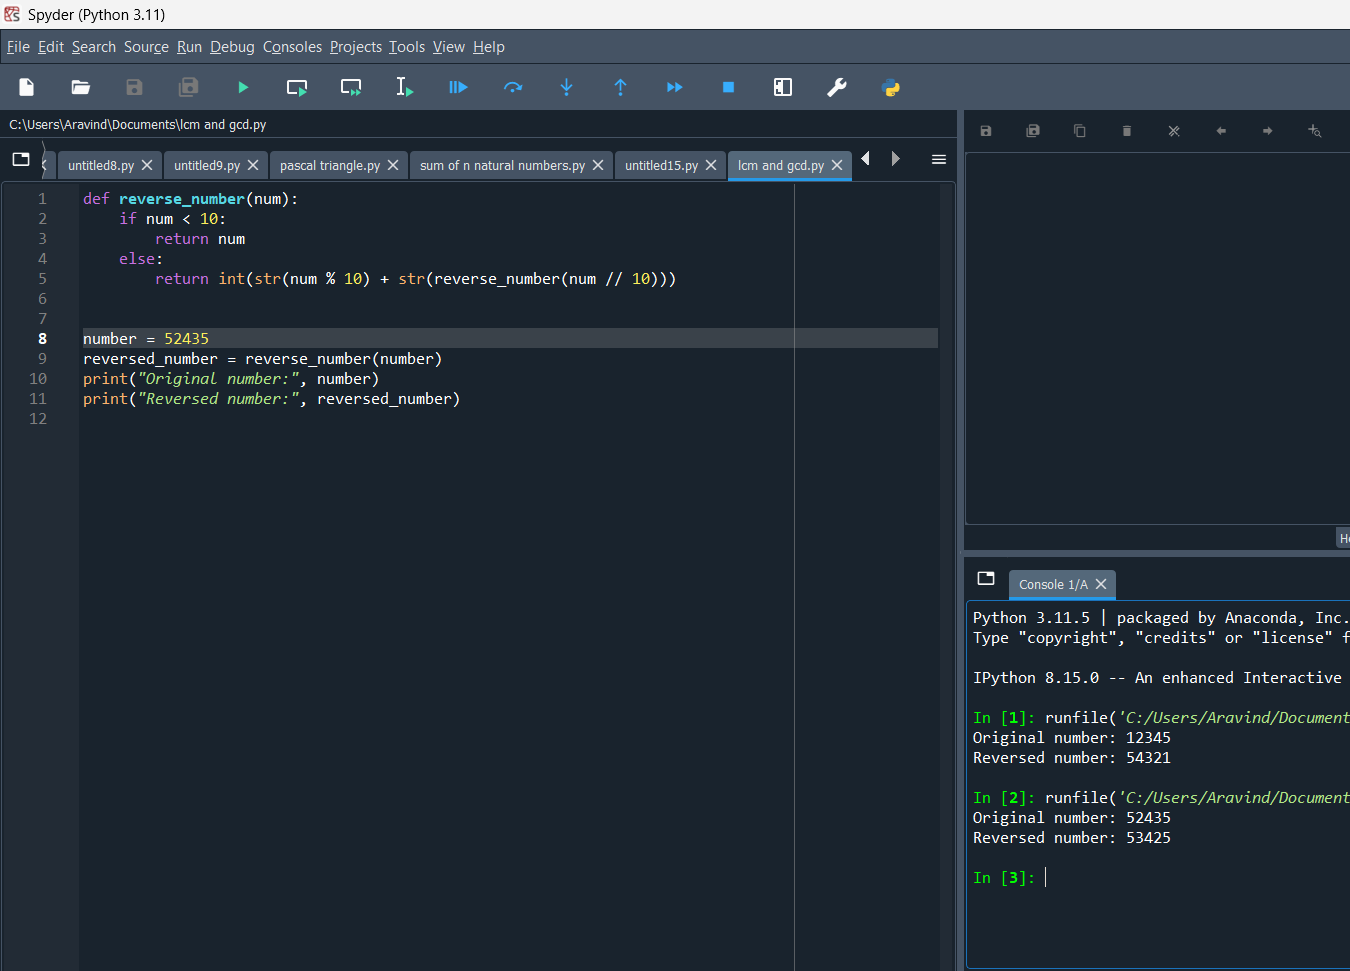 Spyder (Python 3.11)
File Edit Search Source Run Debug Consoles Projects Tools View Help
C:\Users\Aravind\Documents\lcm and gcd.py
untitled8.py untitled9.py pascal triangle.py sum of n natural numbers.py untitled15.py lcm and gcd.py
1 def reverse_number(num):
2     if num < 10:
3         return num
4     else:
5         return int(str(num % 10) + str(reverse_number(num // 10)))
6
7
8 number = 52435
9 reversed_number = reverse_number(number)
10 print("Original number:", number)
11 print("Reversed number:", reversed_number)
12
Console 1/A
Python 3.11.5 | packaged by Anaconda, Inc.
Type "copyright", "credits" or "license" f
IPython 8.15.0 -- An enhanced Interactive
In [1]: runfile('C:/Users/Aravind/Document
Original number: 12345
Reversed number: 54321
In [2]: runfile('C:/Users/Aravind/Document
Original number: 52435
Reversed number: 53425
In [3]: